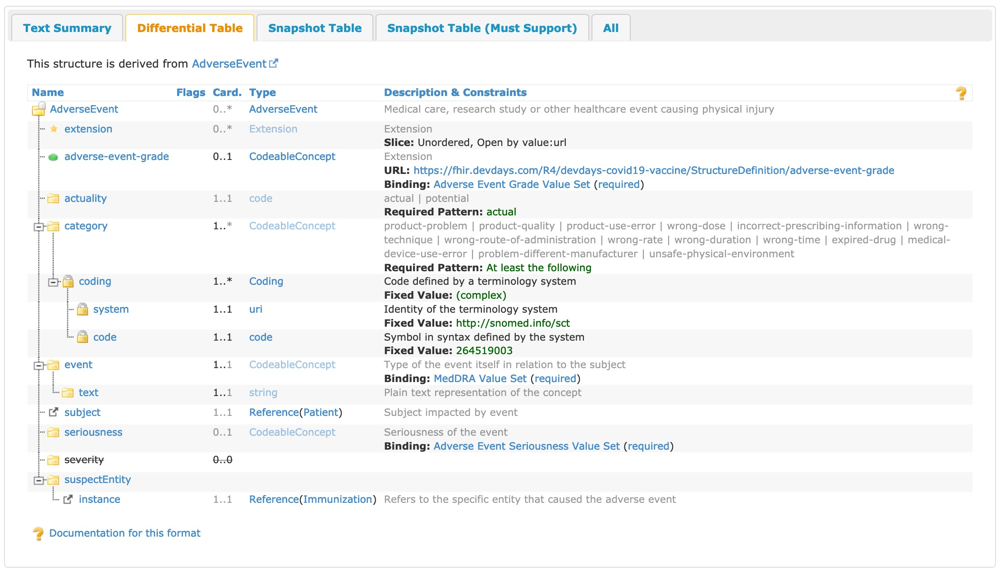 Text Summary Differential Table Snapshot Table Snapshot Table (Must Support) All
This structure is derived from AdverseEvent
Name Flags Card. Type Description & Constraints
AdverseEvent 0..* AdverseEvent Medical care, research study or other healthcare event causing physical injury
extension 0..* Extension Extension
Slice: Unordered, Open by value:url
adverse-event-grade 0..1 CodeableConcept Extension
URL: https://fhir.devdays.com/R4/devdays-covid19-vaccine/StructureDefinition/adverse-event-grade
Binding: Adverse Event Grade Value Set (required)
actuality 1..1 code actual | potential
Required Pattern: actual
category 1..* CodeableConcept product-problem | product-quality | product-use-error | wrong-dose | incorrect-prescribing-information | wrong-
technique | wrong-route-of-administration | wrong-rate | wrong-duration | wrong-time | expired-drug | medical-
device-use-error | problem-different-manufacturer | unsafe-physical-environment
Required Pattern: At least the following
coding 1..* Coding Code defined by a terminology system
Fixed Value: (complex)
system 1..1 uri Identity of the terminology system
Fixed Value: http://snomed.info/sct
code 1..1 code Symbol in syntax defined by the system
Fixed Value: 264519003
event 1..1 CodeableConcept Type of the event itself in relation to the subject
Binding: MedDRA Value Set (required)
text 1..1 string Plain text representation of the concept
subject 1..1 Reference(Patient) Subject impacted by event
seriousness 0..1 CodeableConcept Seriousness of the event
Binding: Adverse Event Seriousness Value Set (required)
severity 0..0
suspectEntity
instance 1..1 Reference(Immunization) Refers to the specific entity that caused the adverse event
Documentation for this format